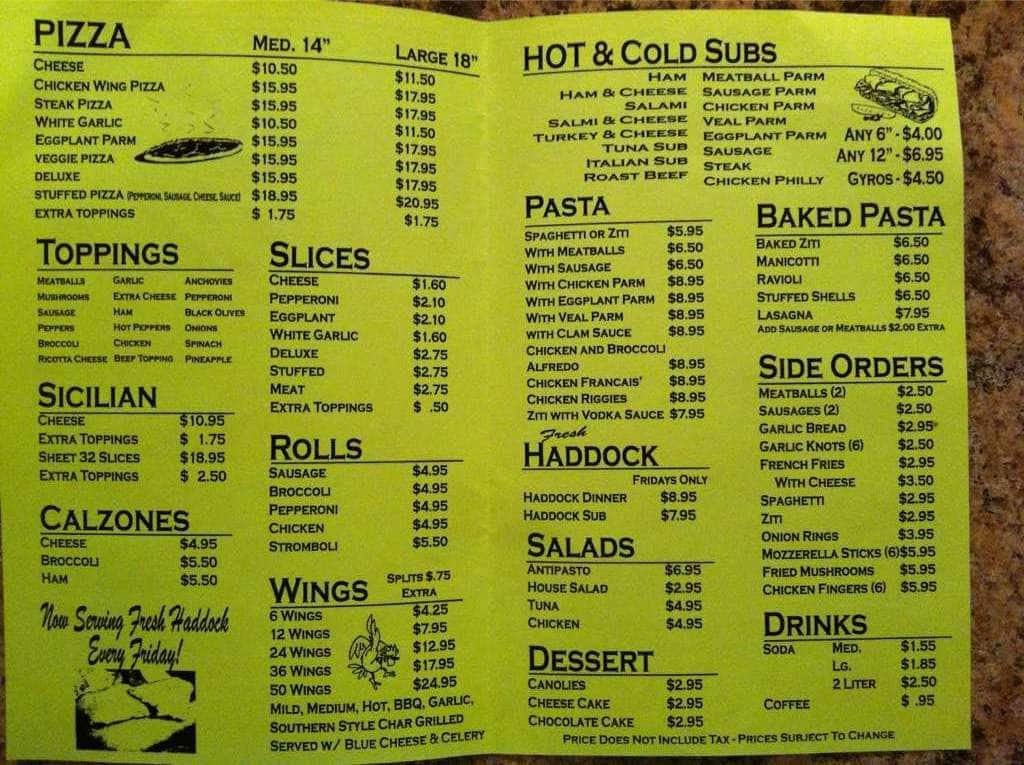 PIZZA MED. 14" LARGE 18"
CHEESE $10.50 $11.50
CHICKEN WING PIZZA $15.95 $17.95
STEAK PIZZA $15.95 $17.95
WHITE GARLIC $10.50 $11.50
EGGPLANT PARM $15.95 $17.95
VEGGIE PIZZA $15.95 $17.95
DELUXE $15.95 $17.95
STUFFED PIZZA (PEPPERONI, SAUSAGE, CHEESE, SAUCE) $18.95 $20.95
EXTRA TOPPINGS $ 1.75 $1.75
TOPPINGS
MEATBALLS GARLIC ANCHOVIES
MUSHROOMS EXTRA CHEESE PEPPERONI
SAUSAGE HAM BLACK OLIVES
PEPPERS HOT PEPPERS ONIONS
BROCCOLI CHICKEN SPINACH
RICOTTA CHEESE BEEF TOPPING PINEAPPLE
SICILIAN
CHEESE $10.95
EXTRA TOPPINGS $ 1.75
SHEET 32 SLICES $18.95
EXTRA TOPPINGS $ 2.50
CALZONES
CHEESE $4.95
BROCCOLI $5.50
HAM $5.50
Now Serving Fresh Haddock
Every Friday!
SLICES
CHEESE $1.60
PEPPERONI $2.10
EGGPLANT $2.10
WHITE GARLIC $1.60
DELUXE $2.75
STUFFED $2.75
MEAT $2.75
EXTRA TOPPINGS $ .50
ROLLS
SAUSAGE $4.95
BROCCOLI $4.95
PEPPERONI $4.95
CHICKEN $4.95
STROMBOLI $5.50
WINGS SPLITS $.75
EXTRA
6 WINGS $4.25
12 WINGS $7.95
24 WINGS $12.95
36 WINGS $17.95
50 WINGS $24.95
MILD, MEDIUM, HOT, BBQ, GARLIC,
SOUTHERN STYLE CHAR GRILLED
SERVED W/ BLUE CHEESE & CELERY
HOT & COLD SUBS
HAM MEATBALL PARM
HAM & CHEESE SAUSAGE PARM
SALAMI CHICKEN PARM
SALMI & CHEESE VEAL PARM
TURKEY & CHEESE EGGPLANT PARM ANY 6" - $4.00
TUNA SUB SAUSAGE ANY 12" - $6.95
ITALIAN SUB STEAK
ROAST BEEF CHICKEN PHILLY GYROS - $4.50
PASTA
SPAGHETTI OR ZITI $5.95
WITH MEATBALLS $6.50
WITH SAUSAGE $6.50
WITH CHICKEN PARM $8.95
WITH EGGPLANT PARM $8.95
WITH VEAL PARM $8.95
WITH CLAM SAUCE $8.95
CHICKEN AND BROCCOLI
ALFREDO $8.95
CHICKEN FRANCAIS' $8.95
CHICKEN RIGGIES $8.95
ZITI WITH VODKA SAUCE $7.95
Fresh
HADDOCK
FRIDAYS ONLY
HADDOCK DINNER $8.95
HADDOCK SUB $7.95
SALADS
ANTIPASTO $6.95
HOUSE SALAD $2.95
TUNA $4.95
CHICKEN $4.95
DESSERT
CANOLIES $2.95
CHEESE CAKE $2.95
CHOCOLATE CAKE $2.95
BAKED PASTA
BAKED ZITI $6.50
MANICOTTI $6.50
RAVIOLI $6.50
STUFFED SHELLS $6.50
LASAGNA $7.95
ADD SAUSAGE OR MEATBALLS $2.00 EXTRA
SIDE ORDERS
MEATBALLS (2) $2.50
SAUSAGES (2) $2.50
GARLIC BREAD $2.95
GARLIC KNOTS (6) $2.50
FRENCH FRIES $2.95
WITH CHEESE $3.50
SPAGHETTI $2.95
ZITI $2.95
ONION RINGS $3.95
MOZZERELLA STICKS (6) $5.95
FRIED MUSHROOMS $5.95
CHICKEN FINGERS (6) $5.95
DRINKS
SODA MED. $1.55
LG. $1.85
2 LITER $2.50
COFFEE $ .95
PRICE DOES NOT INCLUDE TAX - PRICES SUBJECT TO CHANGE